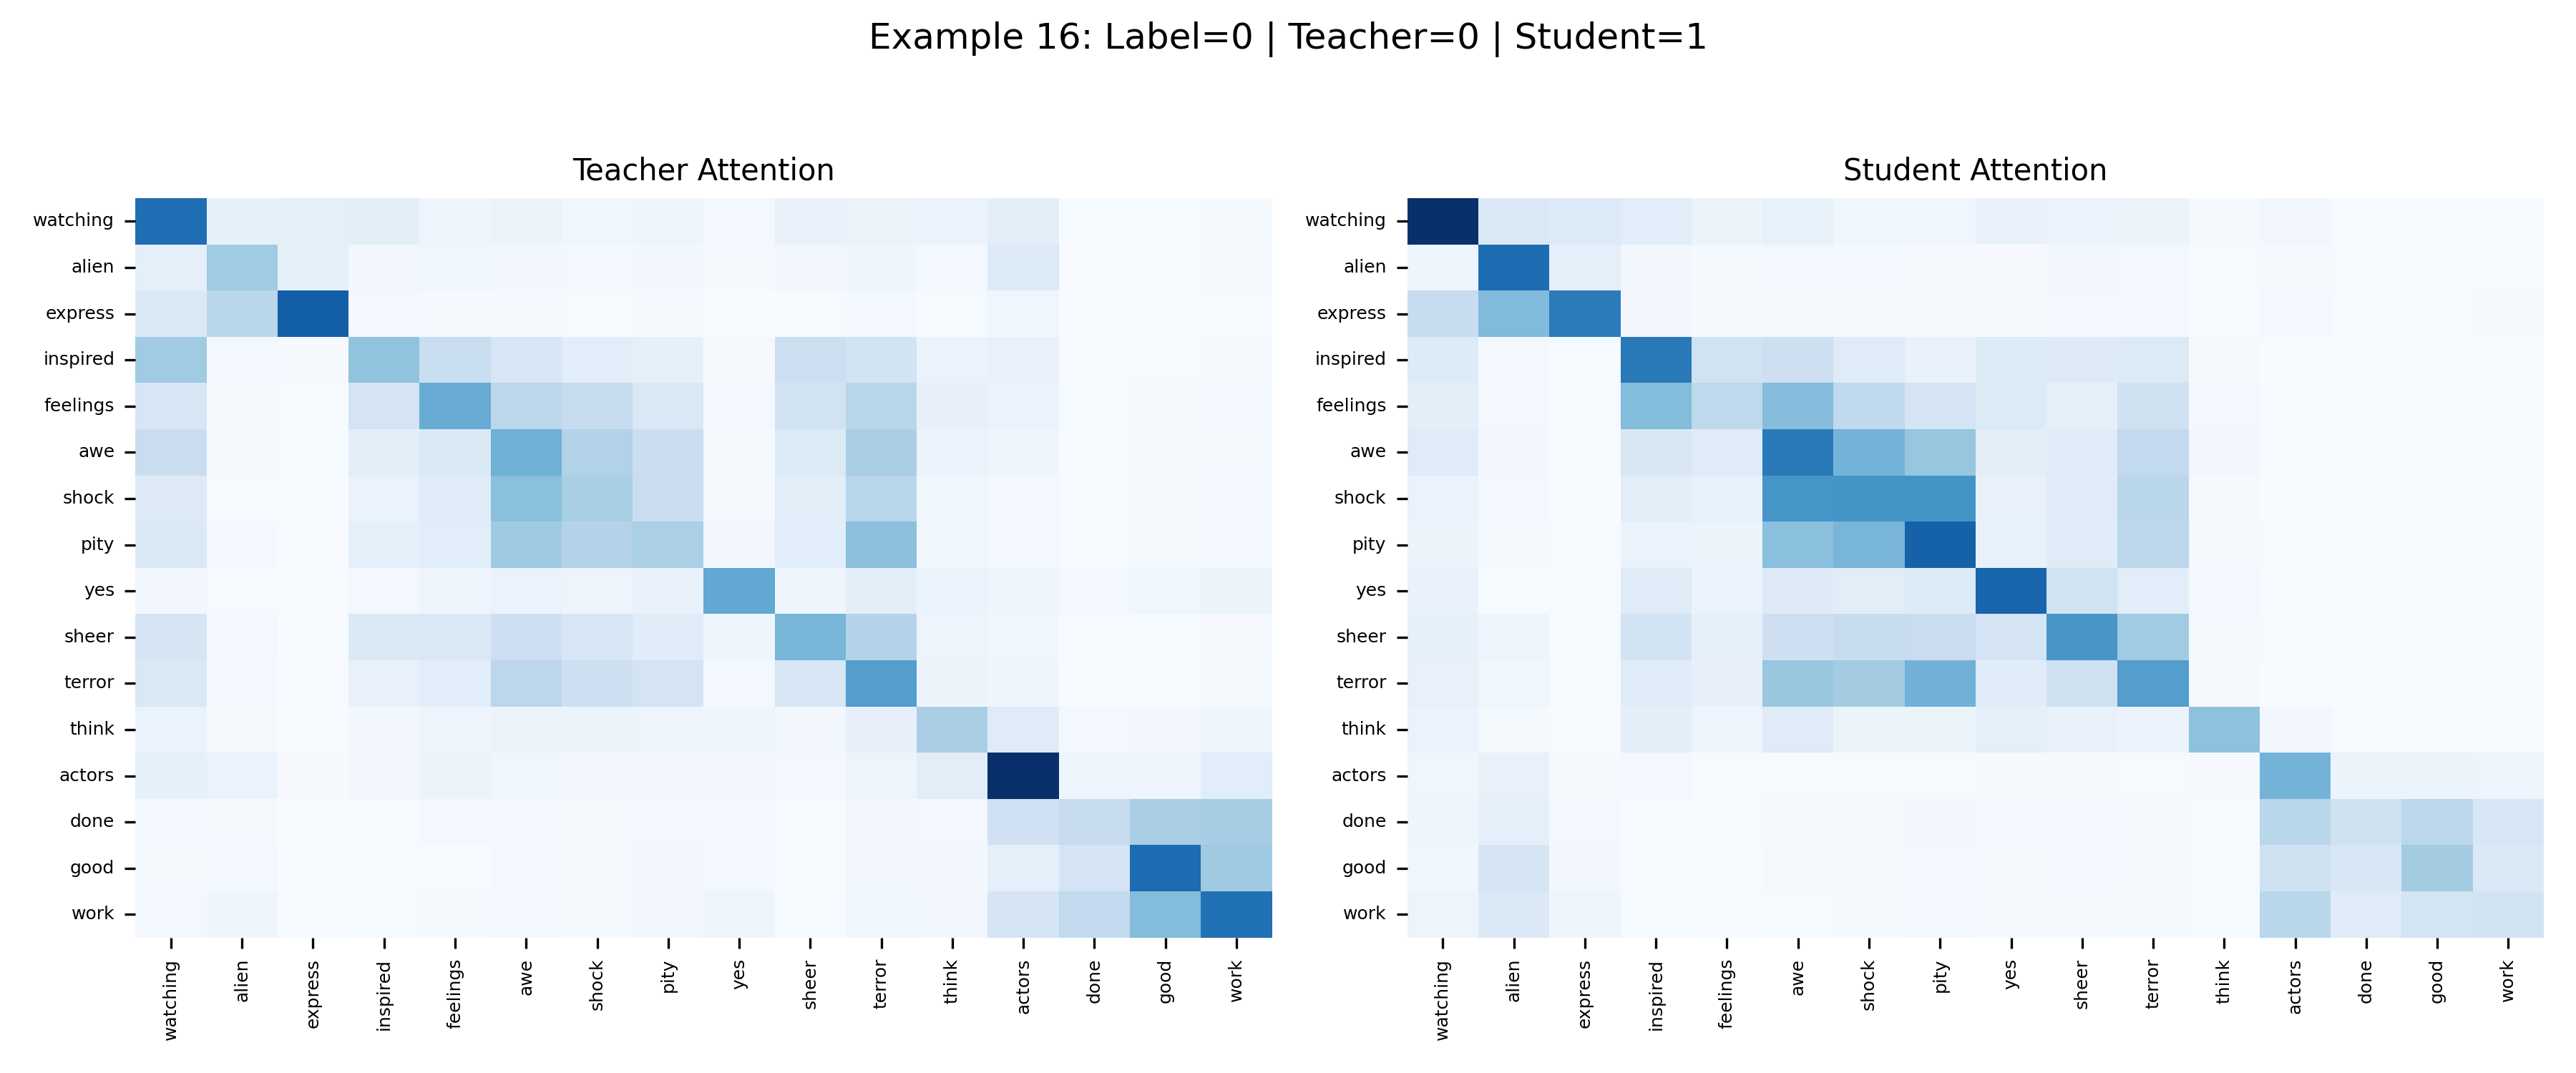 Example 16: Label=0 | Teacher=0 | Student=1
Teacher Attention
watching
alien
express
inspired
feelings
awe
shock
pity
yes
sheer
terror
think
actors
done
good
work
watching
alien
express
inspired
feelings
awe
shock
pity
yes
sheer
terror
think
actors
done
good
work
Student Attention
watching
alien
express
inspired
feelings
awe
shock
pity
yes
sheer
terror
think
actors
done
good
work
watching
alien
express
inspired
feelings
awe
shock
pity
yes
sheer
terror
think
actors
done
good
work